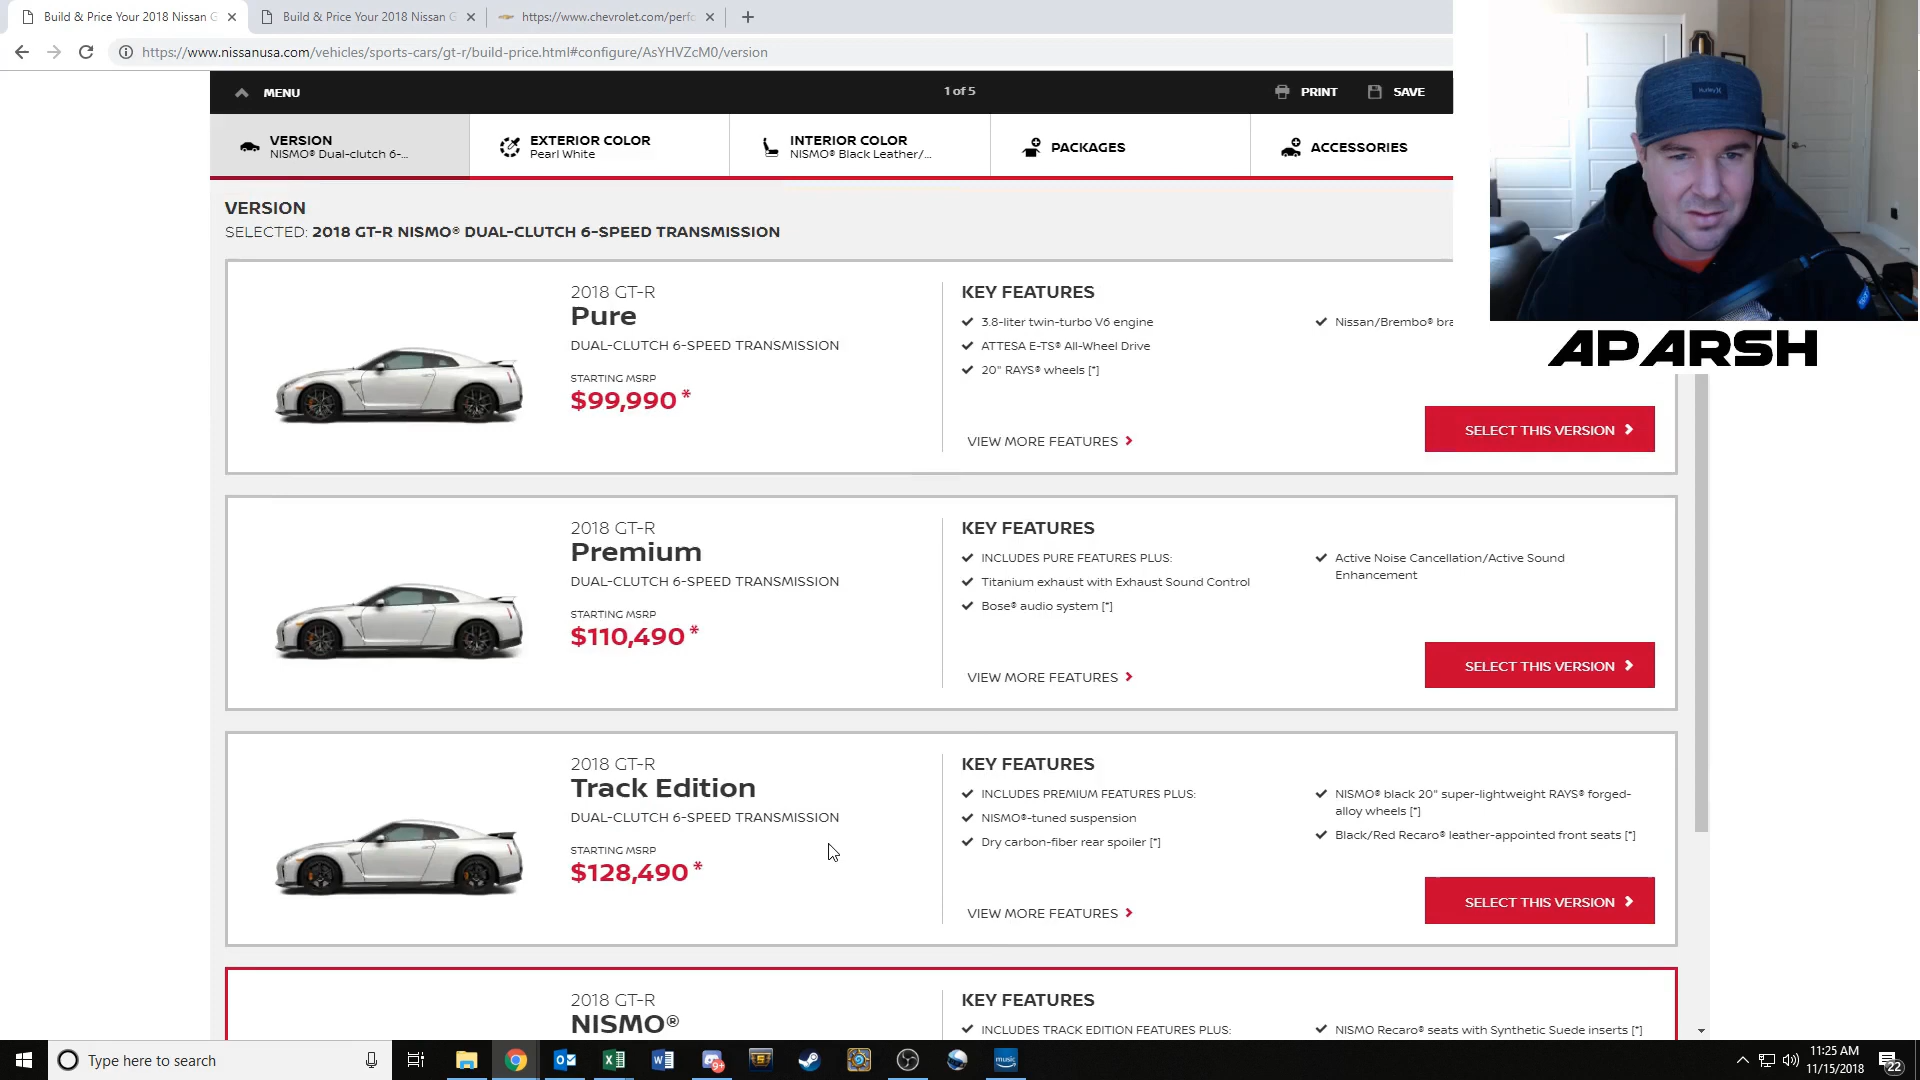 Build & Price Your 2018 Nissan G
Build & Price Your 2018 Nissan G
https://www.chevrolet.com/perfo
https://www.nissanusa.com/vehicles/sports-cars/gt-r/build-price.html#configure/AsYHVZcM0/version
MENU
1 of 5
PRINT
SAVE
VERSION
NISMO® Dual-clutch 6-...
EXTERIOR COLOR
Pearl White
INTERIOR COLOR
NISMO® Black Leather/...
PACKAGES
ACCESSORIES
VERSION
SELECTED: 2018 GT-R NISMO® DUAL-CLUTCH 6-SPEED TRANSMISSION
2018 GT-R
Pure
DUAL-CLUTCH 6-SPEED TRANSMISSION
STARTING MSRP
$99,990 *
KEY FEATURES
3.8-liter twin-turbo V6 engine
ATTESA E-TS® All-Wheel Drive
20" RAYS® wheels [*]
Nissan/Brembo® bra
VIEW MORE FEATURES
SELECT THIS VERSION
APARSH
2018 GT-R
Premium
DUAL-CLUTCH 6-SPEED TRANSMISSION
STARTING MSRP
$110,490 *
KEY FEATURES
INCLUDES PURE FEATURES PLUS:
Titanium exhaust with Exhaust Sound Control
Bose® audio system [*]
Active Noise Cancellation/Active Sound
Enhancement
VIEW MORE FEATURES
SELECT THIS VERSION
2018 GT-R
Track Edition
DUAL-CLUTCH 6-SPEED TRANSMISSION
STARTING MSRP
$128,490 *
KEY FEATURES
INCLUDES PREMIUM FEATURES PLUS:
NISMO®-tuned suspension
Dry carbon-fiber rear spoiler [*]
NISMO® black 20" super-lightweight RAYS® forged-
alloy wheels [*]
Black/Red Recaro® leather-appointed front seats [*]
VIEW MORE FEATURES
SELECT THIS VERSION
2018 GT-R
NISMO®
KEY FEATURES
INCLUDES TRACK EDITION FEATURES PLUS:
NISMO Recaro® seats with Synthetic Suede inserts [*]
Type here to search
music
11:25 AM
11/15/2018
22